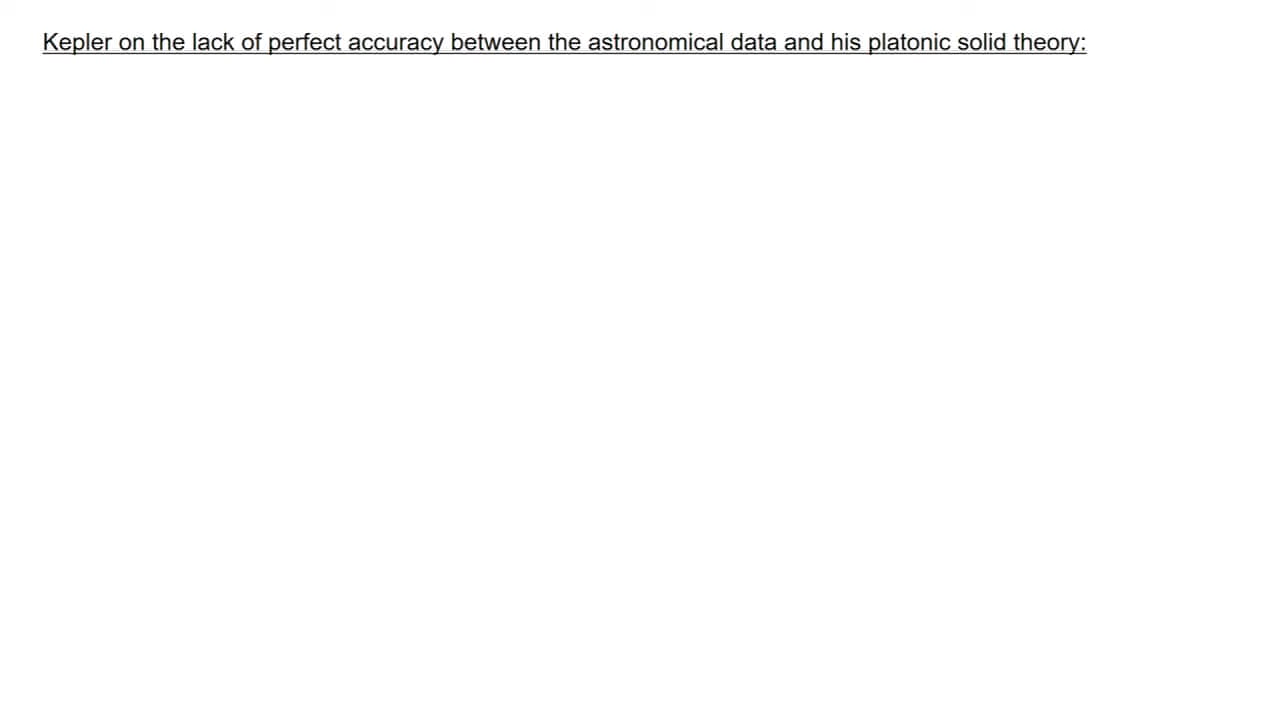 Kepler on the lack of perfect accuracy between the astronomical data and his platonic solid theory: